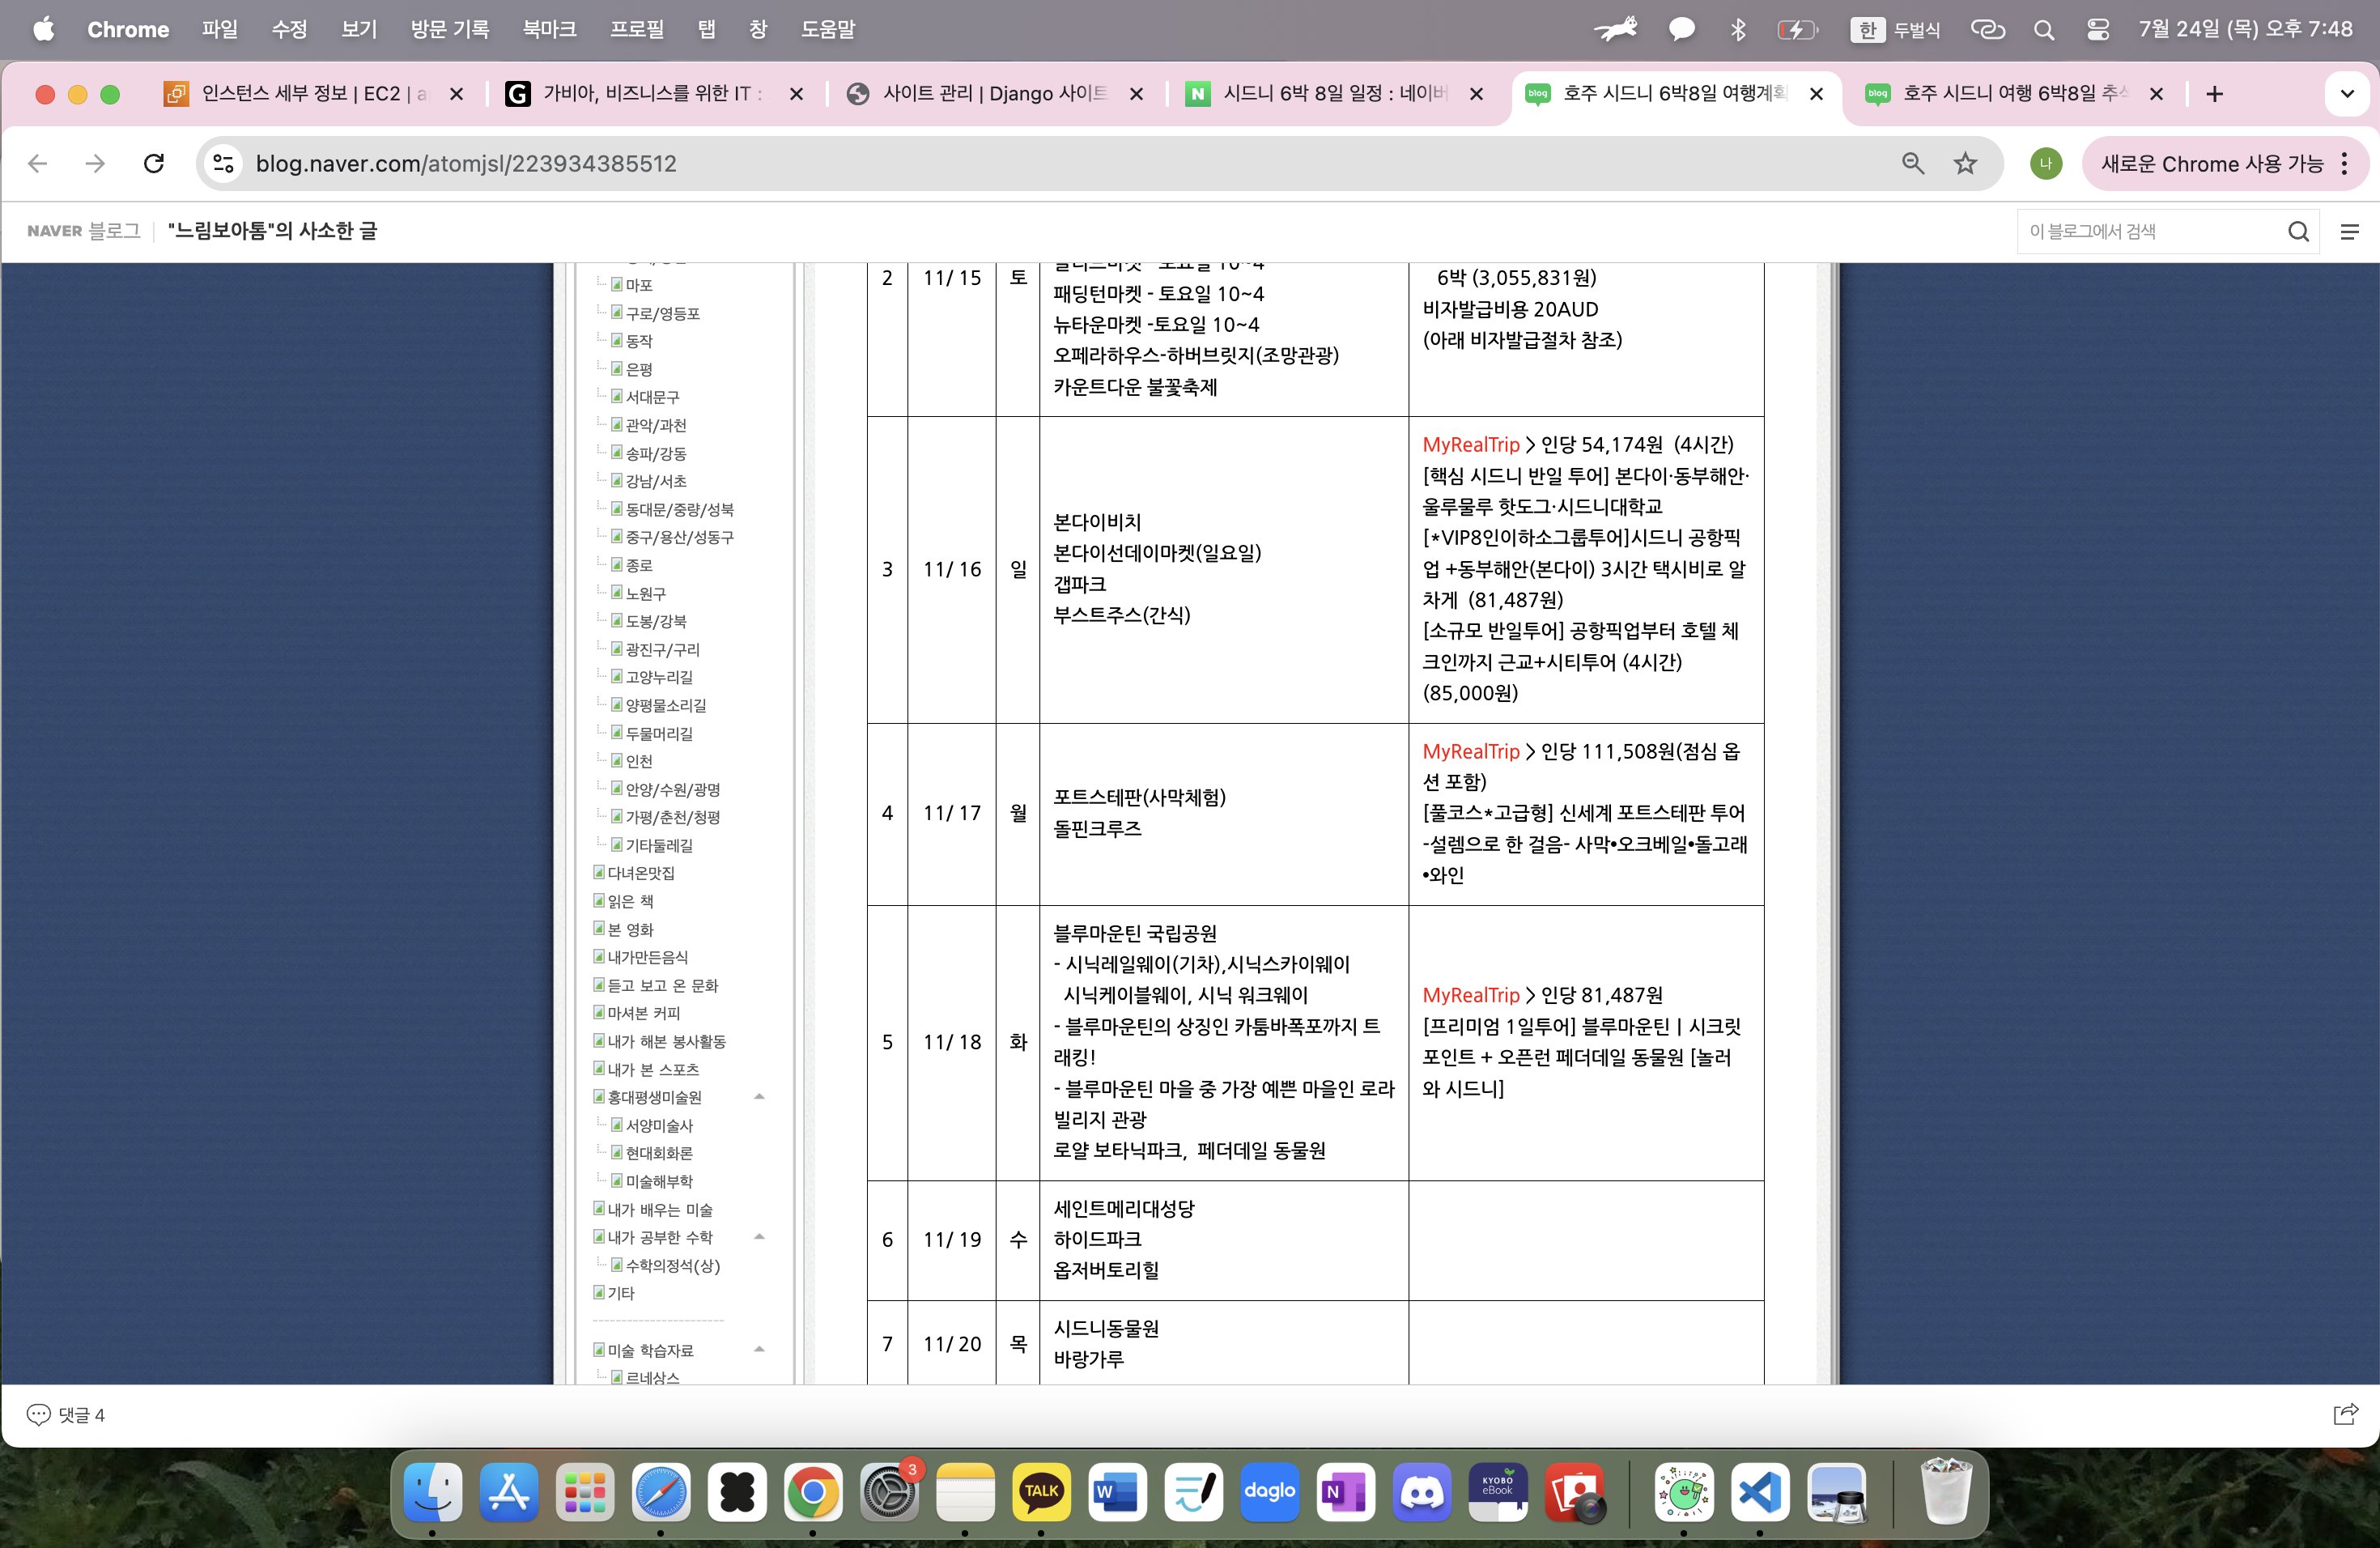 Chrome 파일 수정 보기 방문 기록 북마크 프로필 탭 창 도움말
한 두벌식 7월 24일 (목) 오후 7:48
인스턴스 세부 정보 | EC2 | a
가비아, 비즈니스를 위한 IT :
사이트 관리 | Django 사이트
시드니 6박 8일 일정 : 네이버
호주 시드니 6박8일 여행계획
호주 시드니 여행 6박8일 추석
blog.naver.com/atomjsl/223934385512
나
새로운 Chrome 사용 가능
NAVER 블로그
"느림보아톰"의 사소한 글
이 블로그에서 검색
마포
구로/영등포
동작
은평
서대문구
관악/과천
송파/강동
강남/서초
동대문/중량/성북
중구/용산/성동구
종로
노원구
도봉/강북
광진구/구리
고양누리길
양평물소리길
두물머리길
인천
안양/수원/광명
가평/춘천/청평
기타둘레길
다녀온맛집
읽은 책
본 영화
내가만든음식
듣고 보고 온 문화
마셔본 커피
내가 해본 봉사활동
내가 본 스포츠
홍대평생미술원
서양미술사
현대회화론
미술해부학
내가 배우는 미술
내가 공부한 수학
수학의정석(상)
기타
미술 학습자료
르네상스
2 11/ 15 토
패딩턴마켓 - 토요일 10~4
뉴타운마켓 -토요일 10~4
오페라하우스-하버브릿지(조망관광)
카운트다운 불꽃축제
6박 (3,055,831원)
비자발급비용 20AUD
(아래 비자발급절차 참조)
3 11/ 16 일
본다이비치
본다이선데이마켓(일요일)
갭파크
부스트주스(간식)
MyRealTrip > 인당 54,174원 (4시간)
[핵심 시드니 반일 투어] 본다이·동부해안·
울루물루 핫도그·시드니대학교
[*VIP8인이하소그룹투어]시드니 공항픽
업 +동부해안(본다이) 3시간 택시비로 알
차게 (81,487원)
[소규모 반일투어] 공항픽업부터 호텔 체
크인까지 근교+시티투어 (4시간)
(85,000원)
4 11/ 17 월
포트스테판(사막체험)
돌핀크루즈
MyRealTrip > 인당 111,508원(점심 옵
션 포함)
[풀코스*고급형] 신세계 포트스테판 투어
-설렘으로 한 걸음- 사막•오크베일•돌고래
•와인
5 11/ 18 화
블루마운틴 국립공원
- 시닉레일웨이(기차),시닉스카이웨이
시닉케이블웨이, 시닉 워크웨이
- 블루마운틴의 상징인 카툼바폭포까지 트
래킹!
- 블루마운틴 마을 중 가장 예쁜 마을인 로라
빌리지 관광
로얄 보타닉파크, 페더데일 동물원
MyRealTrip > 인당 81,487원
[프리미엄 1일투어] 블루마운틴 | 시크릿
포인트 + 오픈런 페더데일 동물원 [놀러
와 시드니]
6 11/ 19 수
세인트메리대성당
하이드파크
옵저버토리힐
7 11/ 20 목
시드니동물원
바랑가루
댓글 4
3
TALK
W
daglo
N
KYOBO
eBook